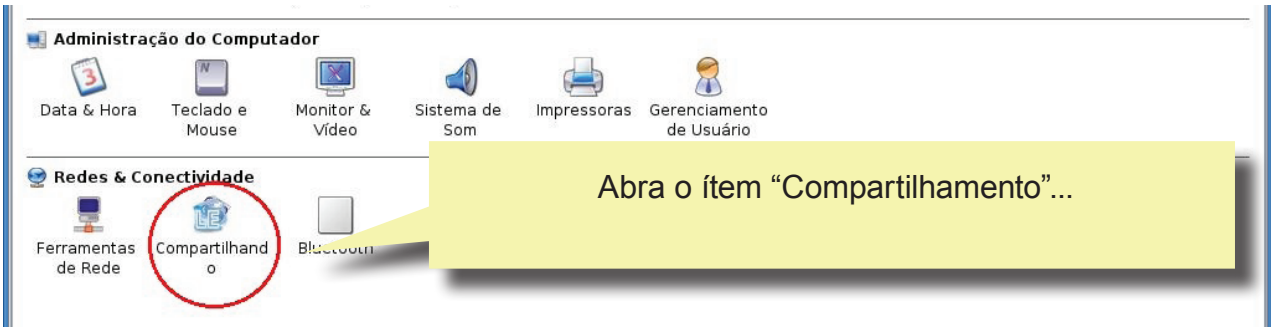 Administração do Computador
Data & Hora
Teclado e
Mouse
Monitor &
Vídeo
Sistema de
Som
Impressoras
Gerenciamento
de Usuário
Redes & Conectividade
Ferramentas
de Rede
Compartilhand
o
Bluetooth
Abra o ítem “Compartilhamento”...